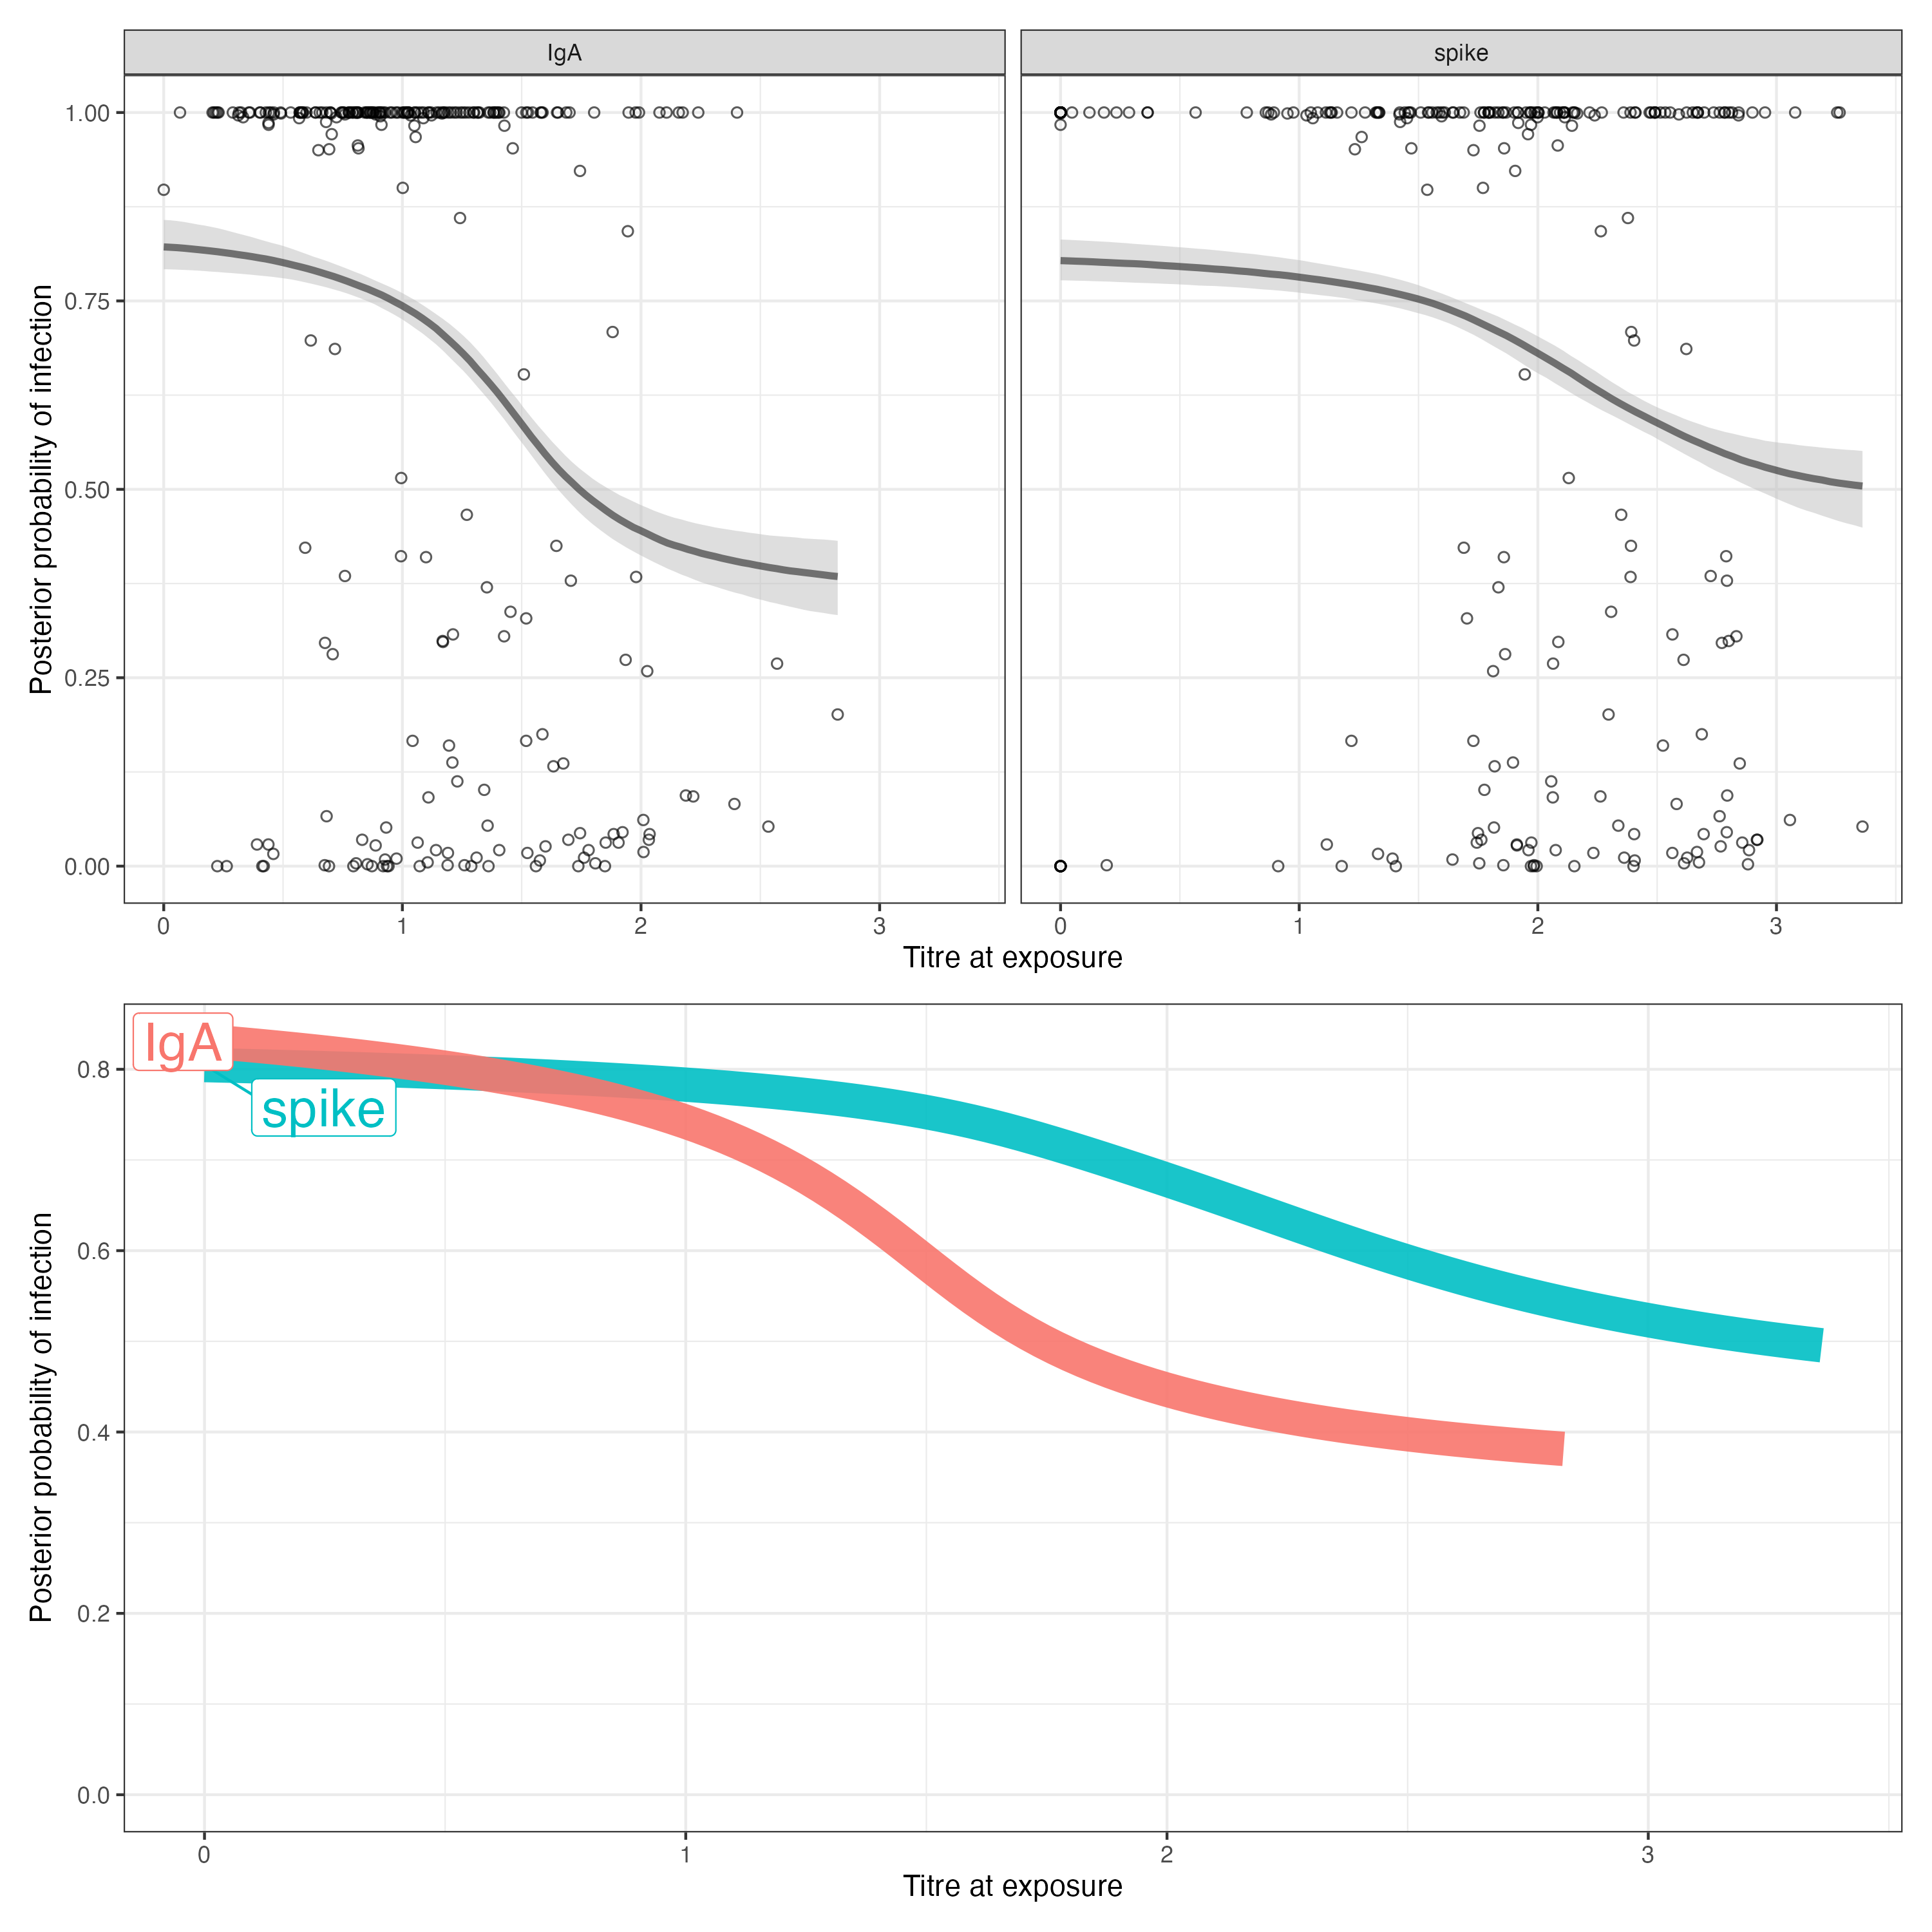 IgA
spike
Posterior probability of infection
1.00
0.75
0.50
0.25
0.00
0 1 2 3
0 1 2 3
Titre at exposure
Posterior probability of infection
0.8
0.6
0.4
0.2
0.0
IgA
spike
0 1 2 3
Titre at exposure